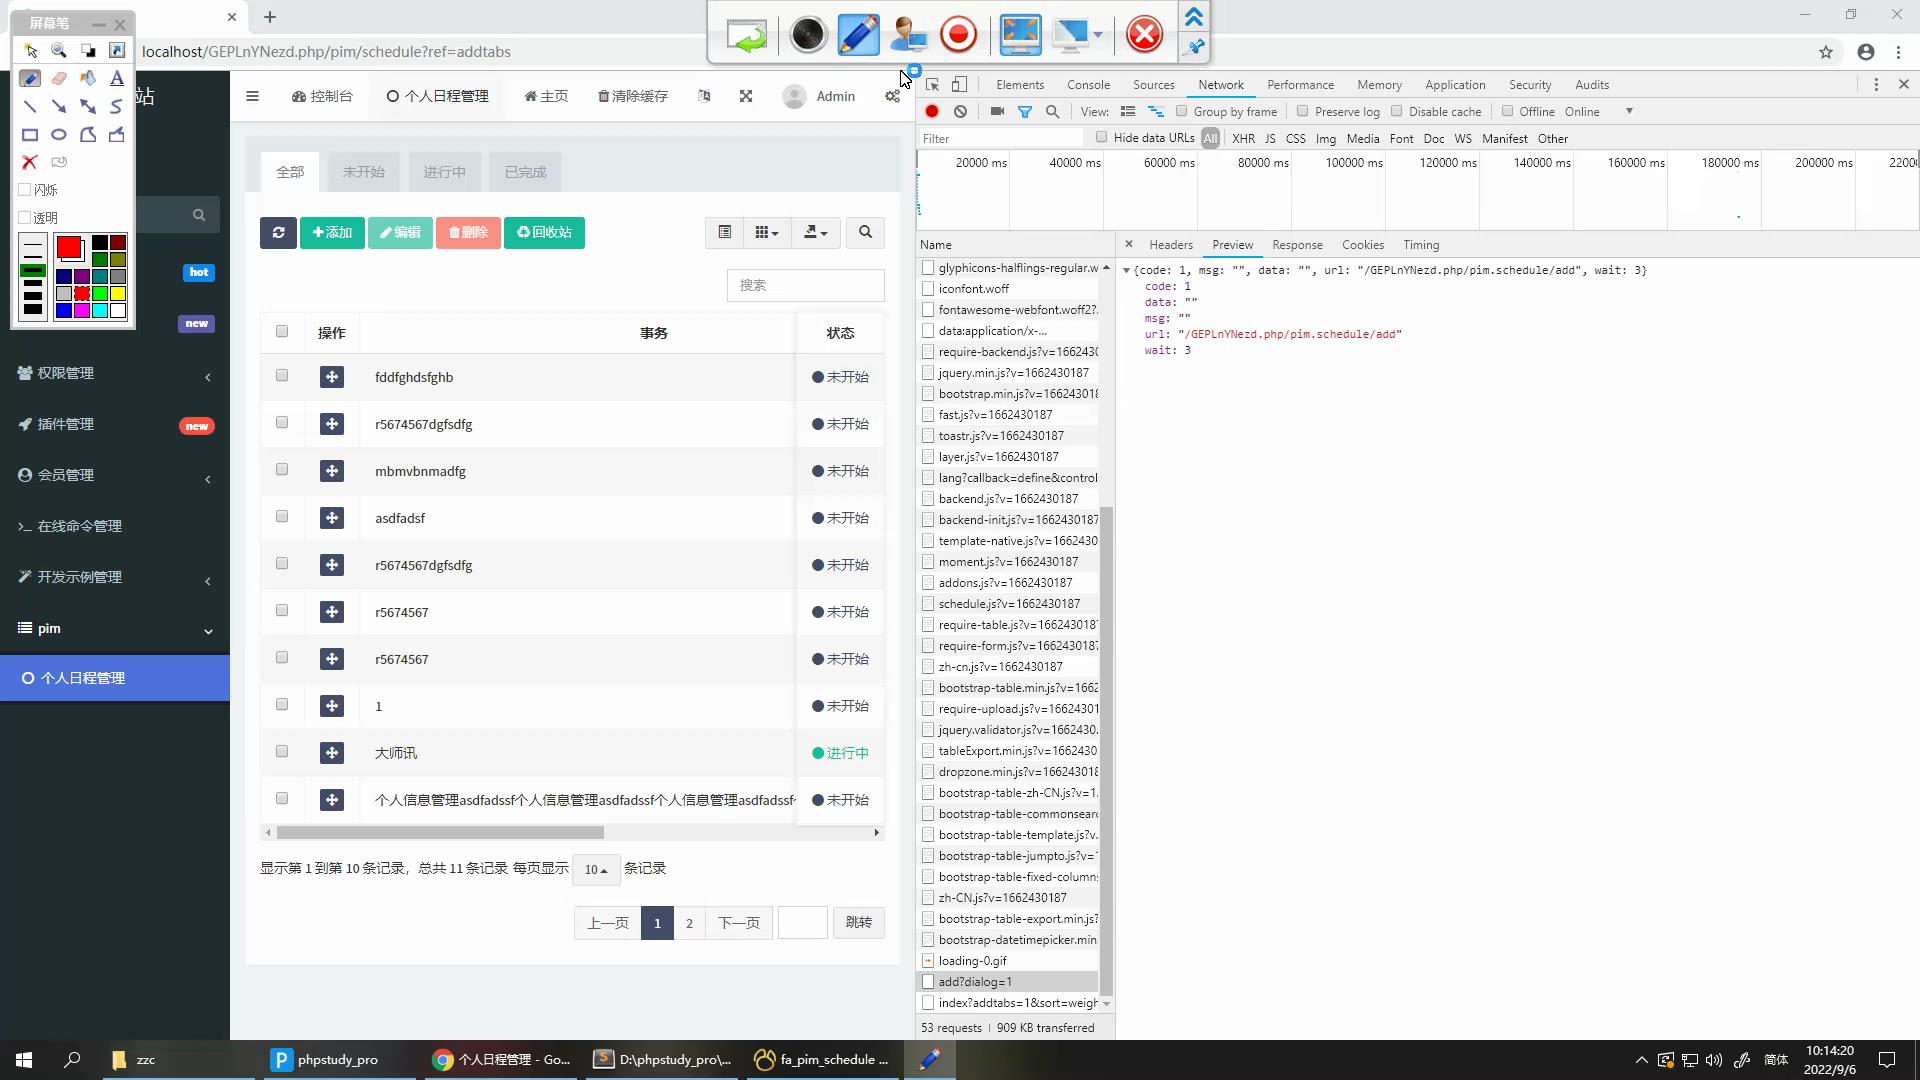 屏幕笔
闪烁
透明
localhost/GEPLnYNezd.php/pim/schedule?ref=addtabs
站
hot
new
权限管理
插件管理
new
会员管理
在线命令管理
开发示例管理
pim
个人日程管理
控制台
个人日程管理
主页
清除缓存
Admin
全部
未开始
进行中
已完成
添加
编辑
删除
回收站
搜索
操作 事务 状态
fddfghdsfghb 未开始
r5674567dgfsdfg 未开始
mbmvbnmadfg 未开始
asdfadsf 未开始
r5674567dgfsdfg 未开始
r5674567 未开始
r5674567 未开始
1 未开始
大师讯 进行中
个人信息管理asdfadssf个人信息管理asdfadssf个人信息管理asdfadssf 未开始
显示第 1 到第 10 条记录，总共 11 条记录 每页显示 10 条记录
上一页 1 2 下一页 跳转
Elements Console Sources Network Performance Memory Application Security Audits
View: Group by frame Preserve log Disable cache Offline Online
Filter Hide data URLs All XHR JS CSS Img Media Font Doc WS Manifest Other
20000 ms 40000 ms 60000 ms 80000 ms 100000 ms 120000 ms 140000 ms 160000 ms 180000 ms 200000 ms 2200
Name
glyphicons-halflings-regular.w
iconfont.woff
fontawesome-webfont.woff2?
data:application/x-...
require-backend.js?v=166243
jquery.min.js?v=1662430187
bootstrap.min.js?v=166243018
fast.js?v=1662430187
toastr.js?v=1662430187
layer.js?v=1662430187
lang?callback=define&control
backend.js?v=1662430187
backend-init.js?v=1662430187
template-native.js?v=1662430
moment.js?v=1662430187
addons.js?v=1662430187
schedule.js?v=1662430187
require-table.js?v=166243018
require-form.js?v=1662430187
zh-cn.js?v=1662430187
bootstrap-table.min.js?v=1662
require-upload.js?v=16624301
jquery.validator.js?v=1662430
tableExport.min.js?v=1662430
dropzone.min.js?v=166243018
bootstrap-table-zh-CN.js?v=1
bootstrap-table-commonsear
bootstrap-table-template.js?v
bootstrap-table-jumpto.js?v=
bootstrap-table-fixed-column
zh-CN.js?v=1662430187
bootstrap-table-export.min.js?
bootstrap-datetimepicker.min
loading-0.gif
add?dialog=1
index?addtabs=1&sort=weigh
53 requests | 909 KB transferred
Headers Preview Response Cookies Timing
{code: 1, msg: "", data: "", url: "/GEPLnYNezd.php/pim.schedule/add", wait: 3}
code: 1
data: ""
msg: ""
url: "/GEPLnYNezd.php/pim.schedule/add"
wait: 3
zzc
phpstudy_pro
个人日程管理 - Go...
D:\phpstudy_pro\...
fa_pim_schedule ...
简体
10:14:20
2022/9/6